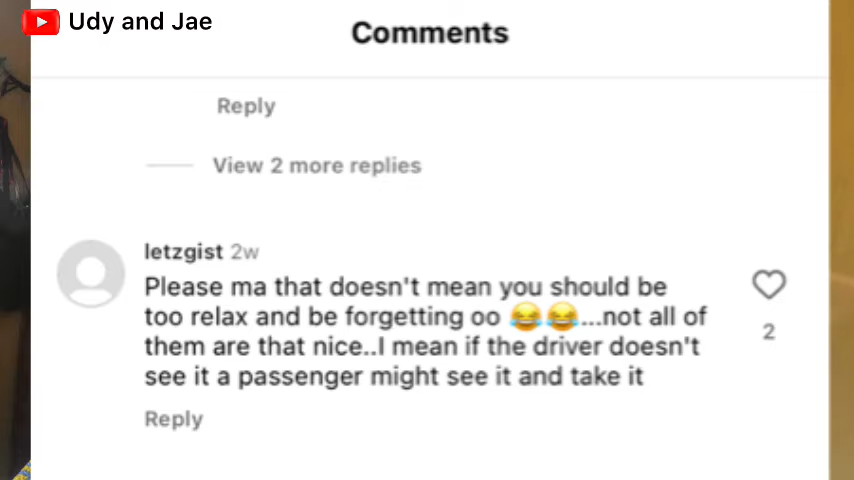 Udy and Jae
Comments
Reply
View 2 more replies
letzgist 2w
Please ma that doesn't mean you should be
too relax and be forgetting oo 😂😂...not all of
them are that nice..I mean if the driver doesn't
see it a passenger might see it and take it
2
Reply